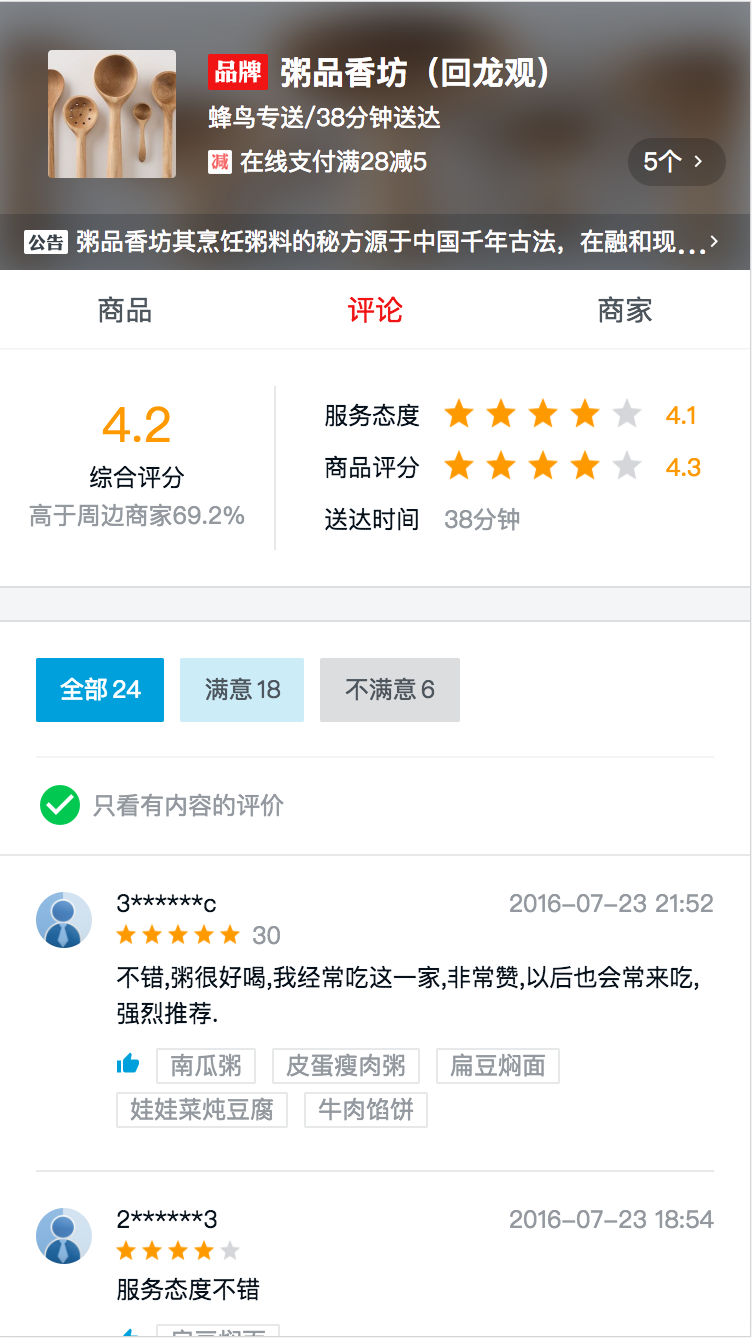 品牌 粥品香坊（回龙观）
蜂鸟专送/38分钟送达
减 在线支付满28减5
5个 >
公告 粥品香坊其烹饪粥料的秘方源于中国千年古法，在融和现... >
商品 评论 商家
4.2
综合评分
高于周边商家69.2%
服务态度 4.1
商品评分 4.3
送达时间 38分钟
全部 24 满意 18 不满意 6
只看有内容的评价
3******c 2016-07-23 21:52
30
不错,粥很好喝,我经常吃这一家,非常赞,以后也会常来吃,
强烈推荐.
南瓜粥 皮蛋瘦肉粥 扁豆焖面
娃娃菜炖豆腐 牛肉馅饼
2******3 2016-07-23 18:54
服务态度不错
扁豆焖面